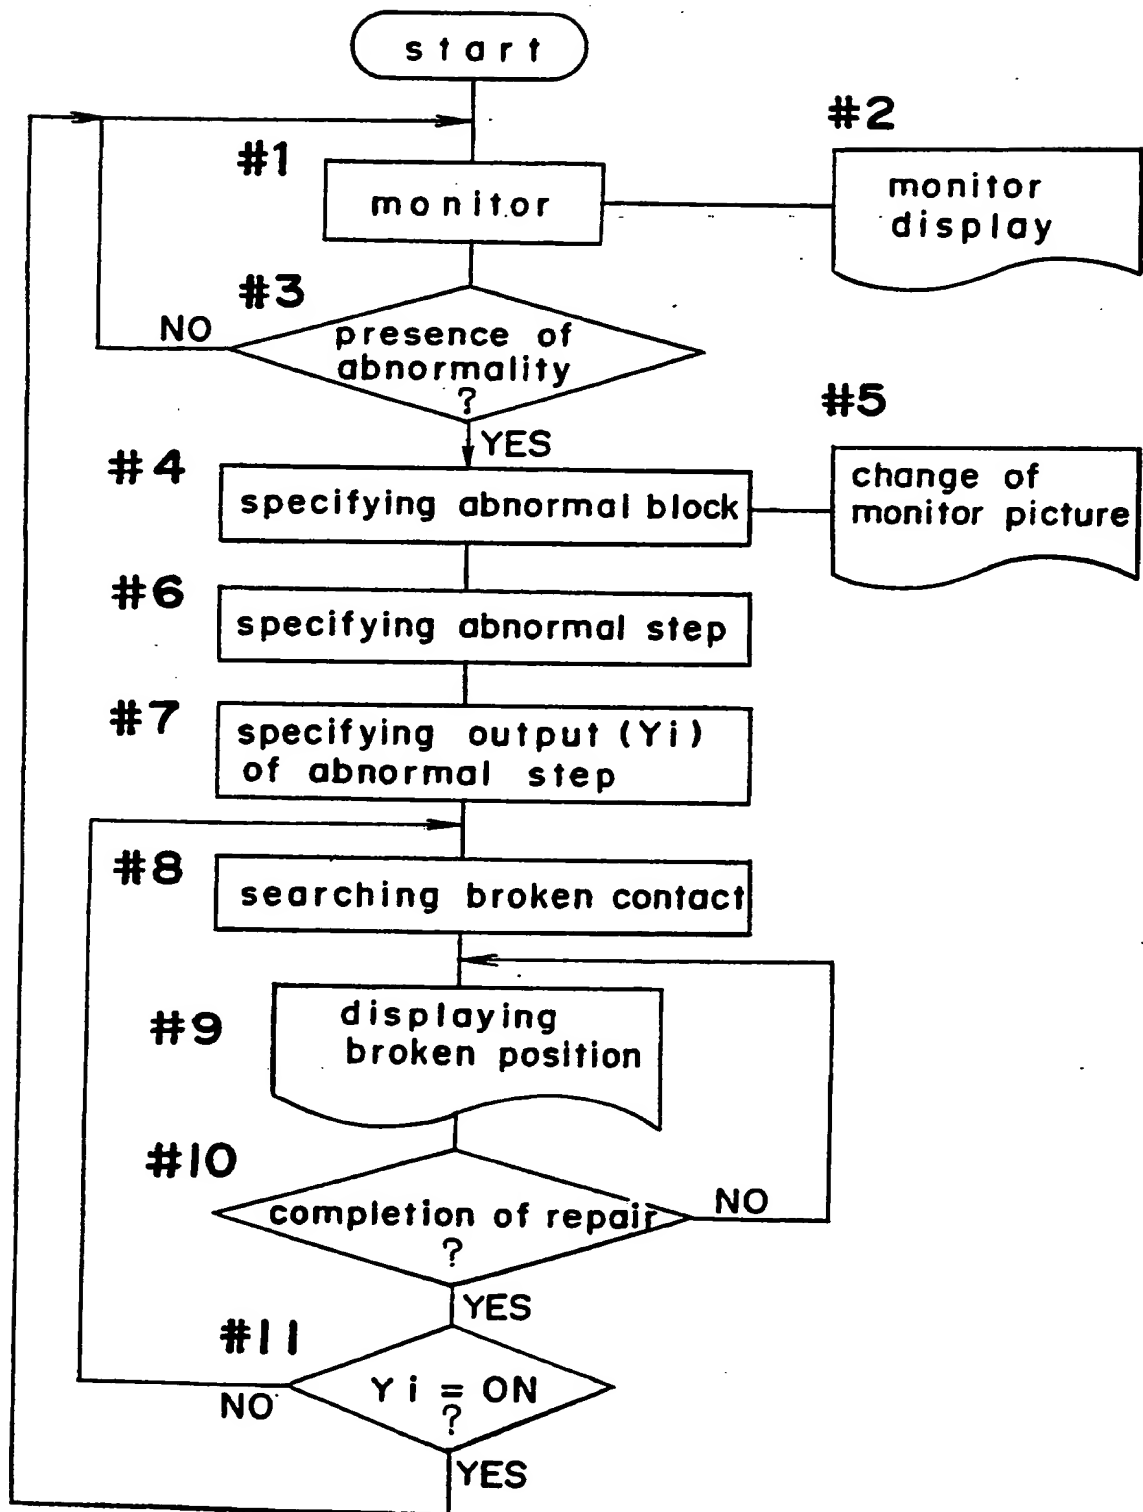 start
#1
monitor
#2
monitor
display
#3
NO
presence of
abnormality
?
YES
#4
specifying abnormal block
#5
change of
monitor picture
#6
specifying abnormal step
#7
specifying output (Yi)
of abnormal step
#8
searching broken contact
#9
displaying
broken position
#10
completion of repair
?
NO
YES
#11
Yi = ON
?
NO
YES